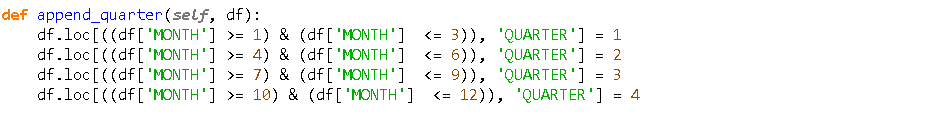 def append_quarter(self, df):
    df.loc[((df['MONTH'] >= 1) & (df['MONTH']  <= 3)), 'QUARTER'] = 1
    df.loc[((df['MONTH'] >= 4) & (df['MONTH']  <= 6)), 'QUARTER'] = 2
    df.loc[((df['MONTH'] >= 7) & (df['MONTH']  <= 9)), 'QUARTER'] = 3
    df.loc[((df['MONTH'] >= 10) & (df['MONTH']  <= 12)), 'QUARTER'] = 4